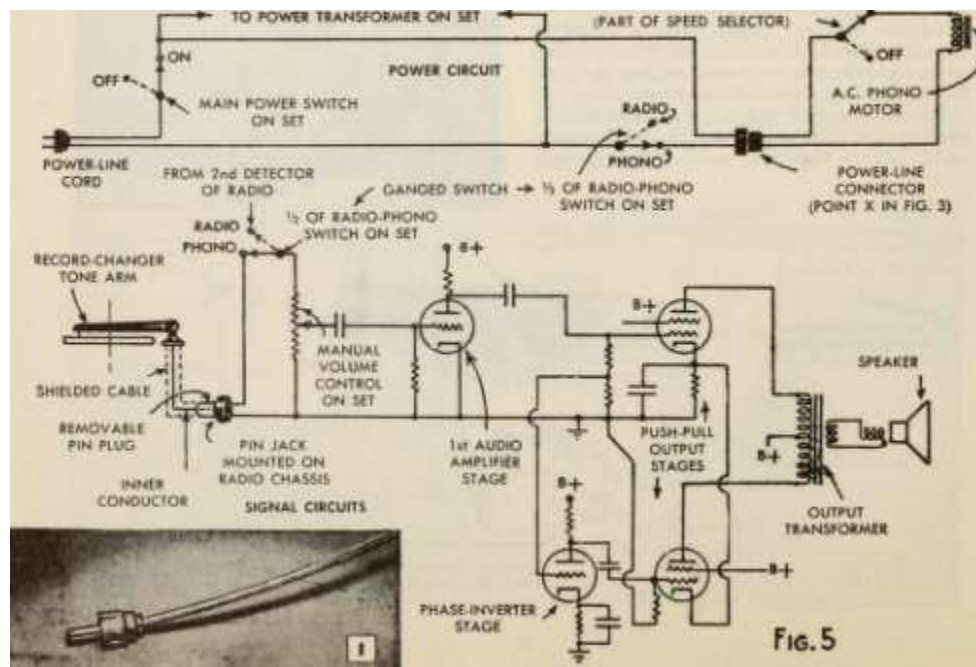 TO POWER TRANSFORMER ON SET
(PART OF SPEED SELECTOR)
ON
OFF
POWER CIRCUIT
OFF
MAIN POWER SWITCH
ON SET
A.C. PHONO
MOTOR
RADIO
PHONO
POWER-LINE
CORD
FROM 2nd DETECTOR
OF RADIO
GANGED SWITCH
½ OF RADIO-PHONO
SWITCH ON SET
POWER-LINE
CONNECTOR
(POINT X IN FIG. 3)
½ OF RADIO-PHONO
SWITCH ON SET
RADIO
PHONO
RECORD-CHANGER
TONE ARM
B+
B+
SPEAKER
MANUAL
VOLUME
CONTROL
ON SET
SHIELDED CABLE
REMOVABLE
PIN PLUG
PIN JACK
MOUNTED ON
RADIO CHASSIS
1st AUDIO
AMPLIFIER
STAGE
PUSH-PULL
OUTPUT
STAGES
B+
INNER
CONDUCTOR
SIGNAL CIRCUITS
B+
OUTPUT
TRANSFORMER
B+
PHASE-INVERTER
STAGE
FIG. 5